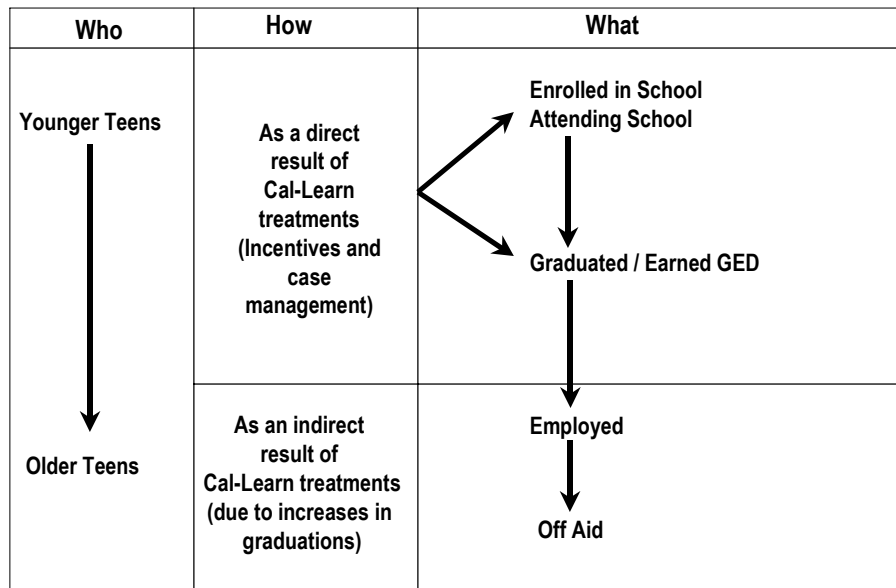 Who
How
What
Younger Teens
Older Teens
As a direct
result of
Cal-Learn
treatments
(Incentives and
case
management)
Enrolled in School
Attending School
Graduated / Earned GED
As an indirect
result of
Cal-Learn treatments
(due to increases in
graduations)
Employed
Off Aid